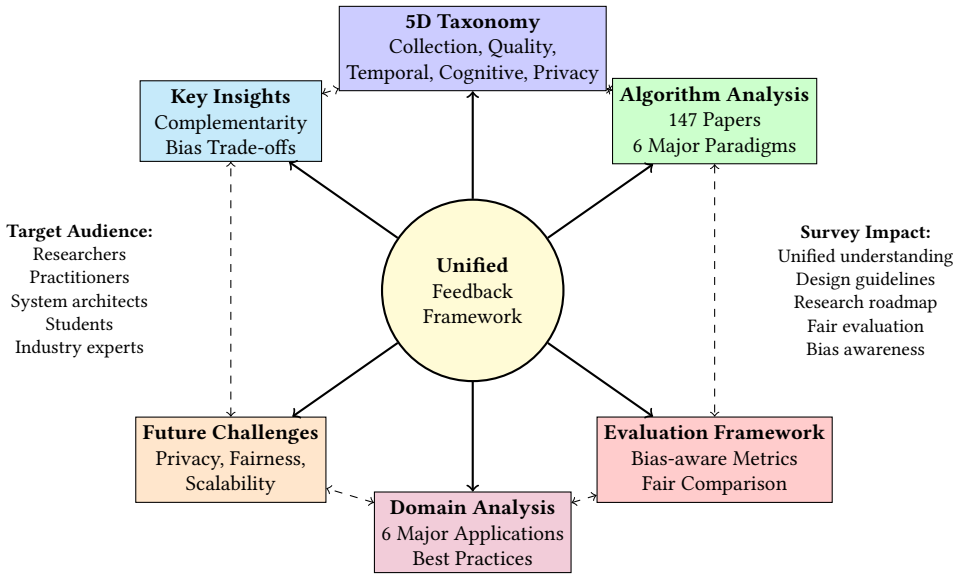 5D Taxonomy
Collection, Quality,
Temporal, Cognitive, Privacy
Key Insights
Complementarity
Bias Trade-offs
Algorithm Analysis
147 Papers
6 Major Paradigms
Target Audience:
Researchers
Practitioners
System architects
Students
Industry experts
Unified
Feedback
Framework
Survey Impact:
Unified understanding
Design guidelines
Research roadmap
Fair evaluation
Bias awareness
Future Challenges
Privacy, Fairness,
Scalability
Domain Analysis
6 Major Applications
Best Practices
Evaluation Framework
Bias-aware Metrics
Fair Comparison